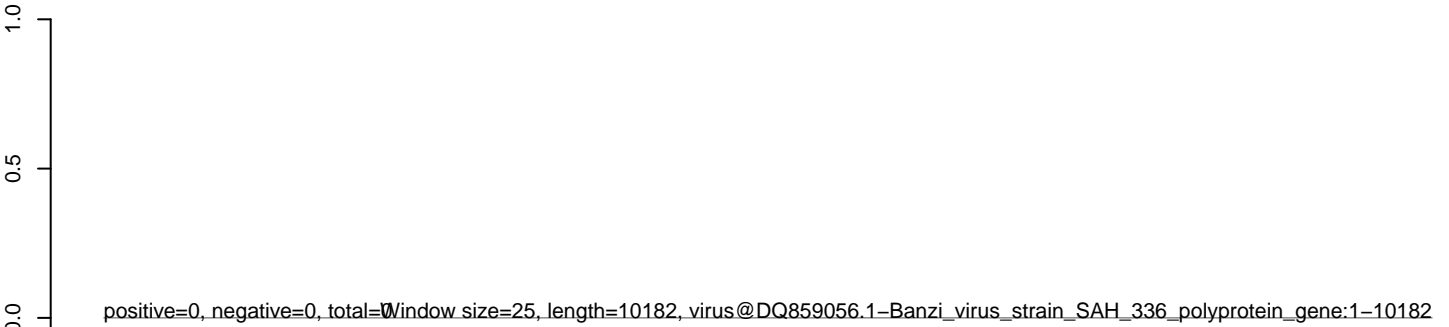 1.0
0.5
0.0
positive=0, negative=0, total=0
Window size=25, length=10182, virus@DQ859056.1−Banzi_virus_strain_SAH_336_polyprotein_gene:1−10182